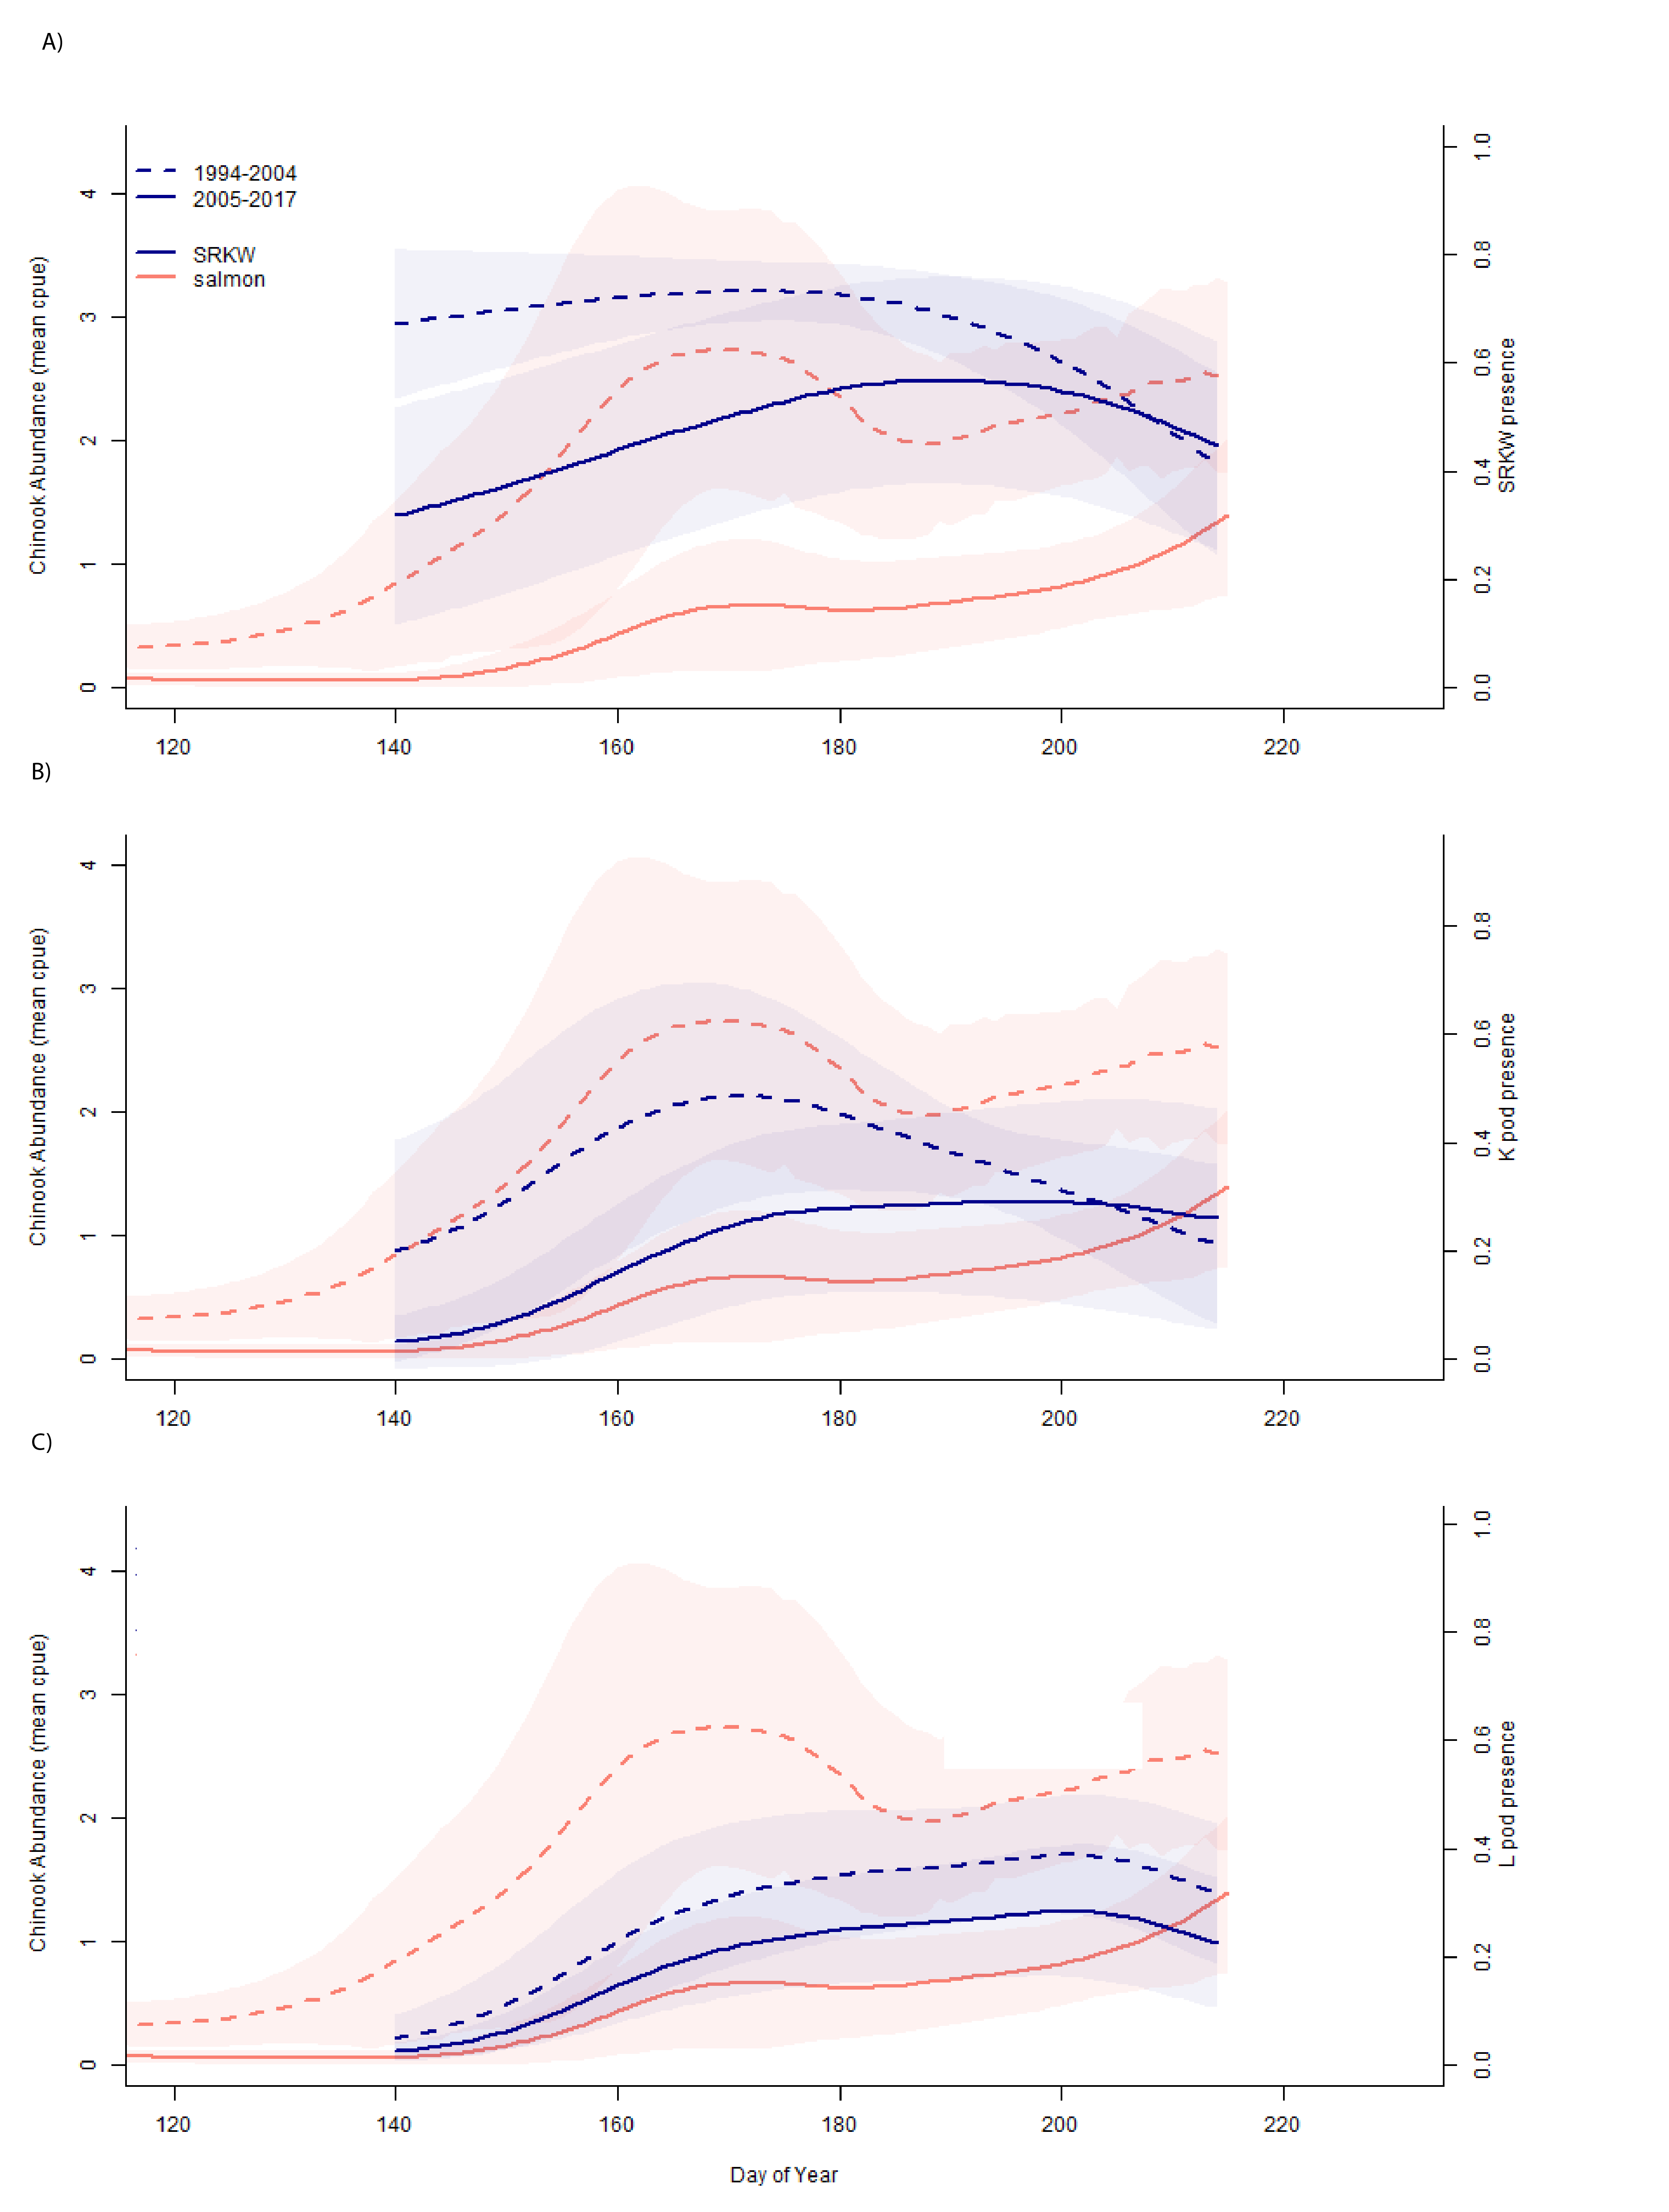 A)
1994-2004
2005-2017
SRKW
salmon
Chinook Abundance (mean cpue)
0 1 2 3 4
SRKW presence
0.0 0.2 0.4 0.6 0.8 1.0
120 140 160 180 200 220
B)
Chinook Abundance (mean cpue)
0 1 2 3 4
K pod presence
0.0 0.2 0.4 0.6 0.8
120 140 160 180 200 220
C)
Chinook Abundance (mean cpue)
0 1 2 3 4
L pod presence
0.0 0.2 0.4 0.6 0.8 1.0
120 140 160 180 200 220
Day of Year